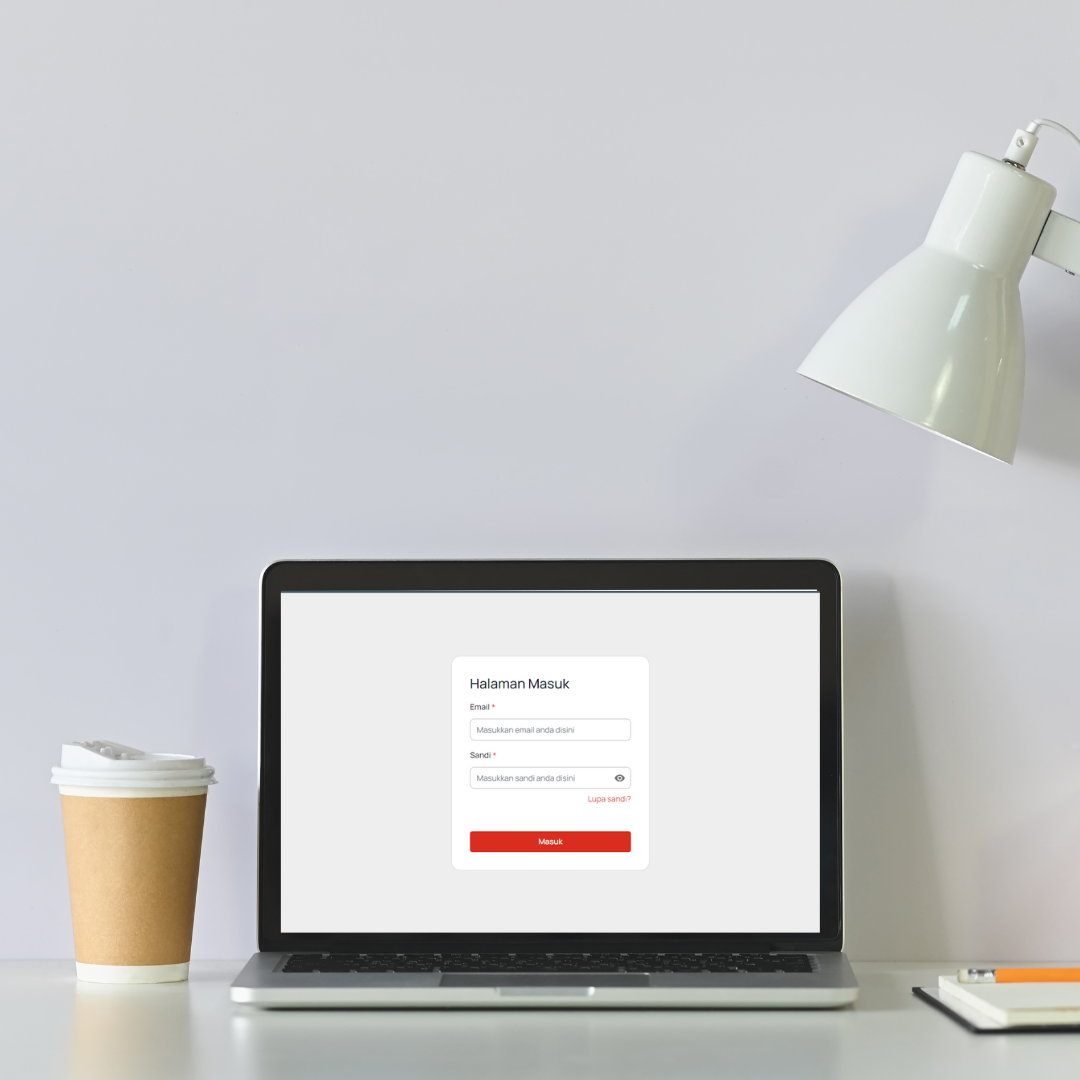 Halaman Masuk
Email *
Masukkan email anda disini
Sandi *
Masukkan sandi anda disini
Lupa sandi?
Masuk